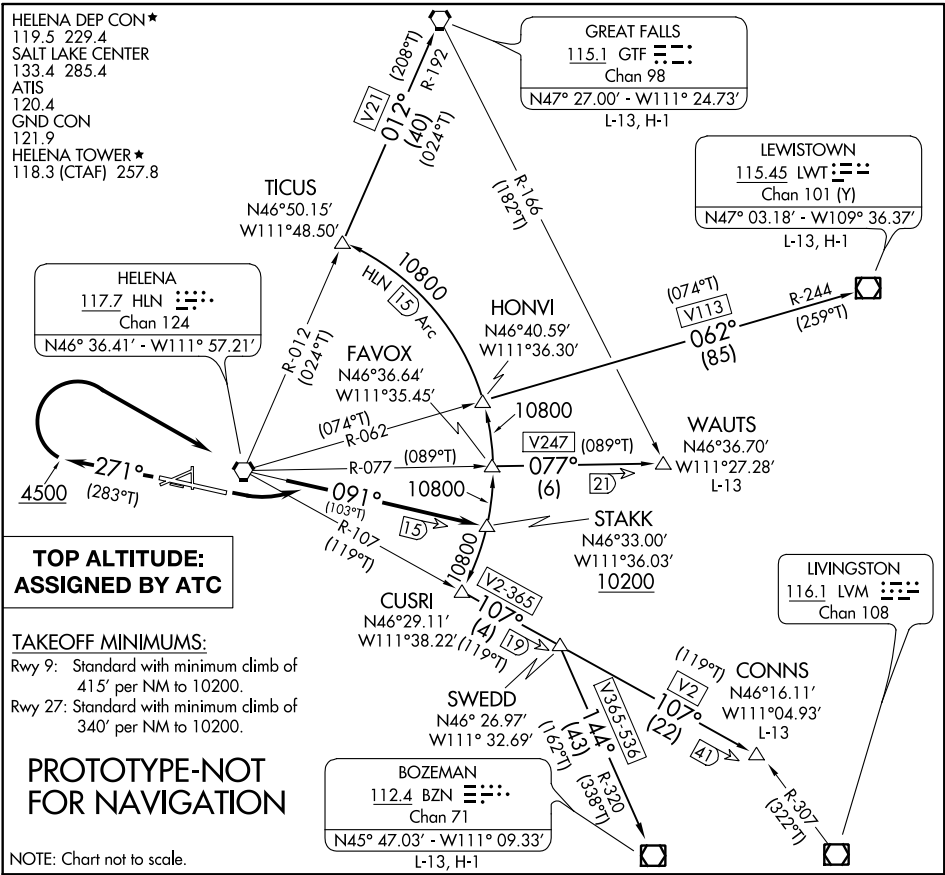 HELENA DEP CON★
119.5 229.4
SALT LAKE CENTER
133.4 285.4
ATIS
120.4
GND CON
121.9
HELENA TOWER★
118.3 (CTAF) 257.8
GREAT FALLS
115.1 GTF
Chan 98
N47° 27.00' - W111° 24.73'
L-13, H-1
LEWISTOWN
115.45 LWT
Chan 101 (Y)
N47° 03.18' - W109° 36.37'
L-13, H-1
(208°T)
R-192
V21
012°
(40)
(024°T)
R-166
(182°T)
TICUS
N46°50.15'
W111°48.50'
HELENA
117.7 HLN
Chan 124
N46° 36.41' - W111° 57.21'
10800
HLN 15 Arc
R-012
(024°T)
HONVI
N46°40.59'
W111°36.30'
(074°T)
V113
062°
(85)
R-244
(259°T)
FAVOX
N46°36.64'
W111°35.45'
(074°T)
R-062
10800
R-077 (089°T)
V247 (089°T)
077°
(6)
21
WAUTS
N46°36.70'
W111°27.28'
L-13
271°
(283°T)
4500
091°
(103°T)
15
R-107
(119°T)
10800
10800
STAKK
N46°33.00'
W111°36.03'
10200
TOP ALTITUDE:
ASSIGNED BY ATC
CUSRI
N46°29.11'
W111°38.22'
V2-365
107°
(4)
(119°T)
19
LIVINGSTON
116.1 LVM
Chan 108
TAKEOFF MINIMUMS:
Rwy 9: Standard with minimum climb of
415' per NM to 10200.
Rwy 27: Standard with minimum climb of
340' per NM to 10200.
SWEDD
N46° 26.97'
W111° 32.69'
V365-536
144°
(43)
(162°T)
R-320
(338°T)
(119°T)
V2
107°
(22)
41
CONNS
N46°16.11'
W111°04.93'
L-13
R-307
(322°T)
PROTOTYPE-NOT
FOR NAVIGATION
BOZEMAN
112.4 BZN
Chan 71
N45° 47.03' - W111° 09.33'
L-13, H-1
NOTE: Chart not to scale.